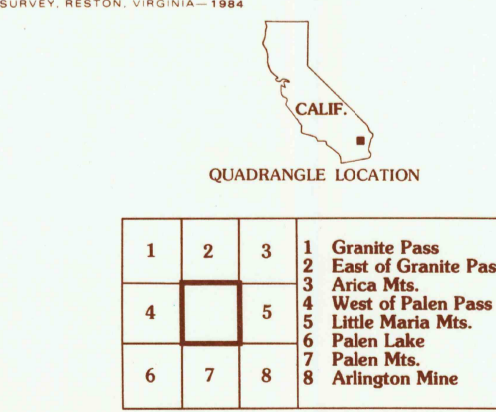 SURVEY, RESTON, VIRGINIA—1984
CALIF.
QUADRANGLE LOCATION
1 2 3
4 5
6 7 8
1 Granite Pass
2 East of Granite Pas
3 Arica Mts.
4 West of Palen Pass
5 Little Maria Mts.
6 Palen Lake
7 Palen Mts.
8 Arlington Mine